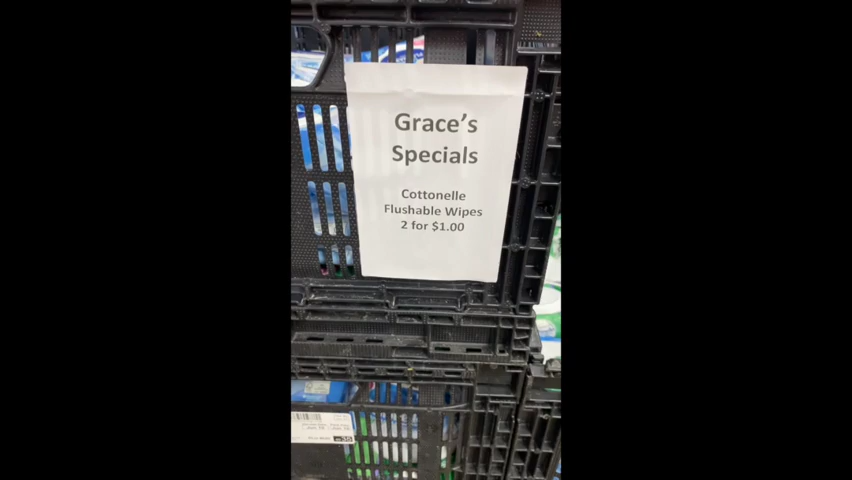 Grace's
Specials
Cottonelle
Flushable Wipes
2 for $1.00